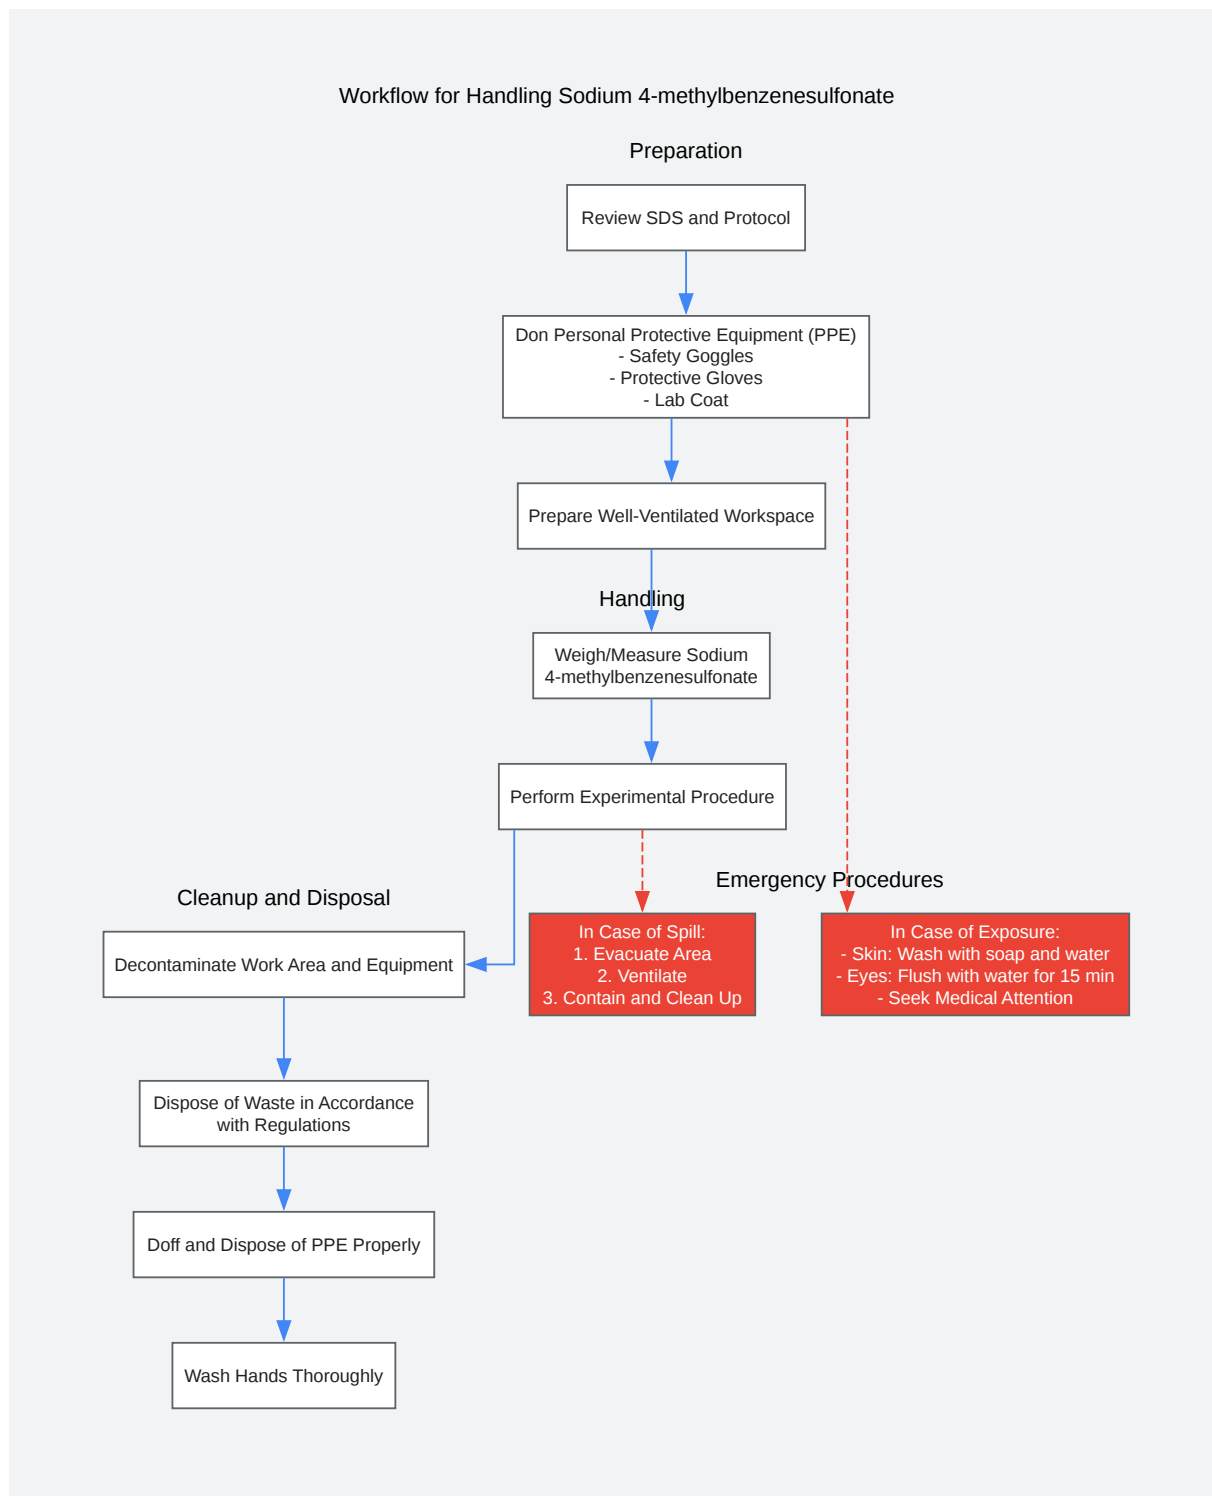 Workflow for Handling Sodium 4-methylbenzenesulfonate
Preparation
Review SDS and Protocol
Don Personal Protective Equipment (PPE)
- Safety Goggles
- Protective Gloves
- Lab Coat
Prepare Well-Ventilated Workspace
Handling
Weigh/Measure Sodium
4-methylbenzenesulfonate
Perform Experimental Procedure
Emergency Procedures
In Case of Spill:
1. Evacuate Area
2. Ventilate
3. Contain and Clean Up
In Case of Exposure:
- Skin: Wash with soap and water
- Eyes: Flush with water for 15 min
- Seek Medical Attention
Cleanup and Disposal
Decontaminate Work Area and Equipment
Dispose of Waste in Accordance
with Regulations
Doff and Dispose of PPE Properly
Wash Hands Thoroughly